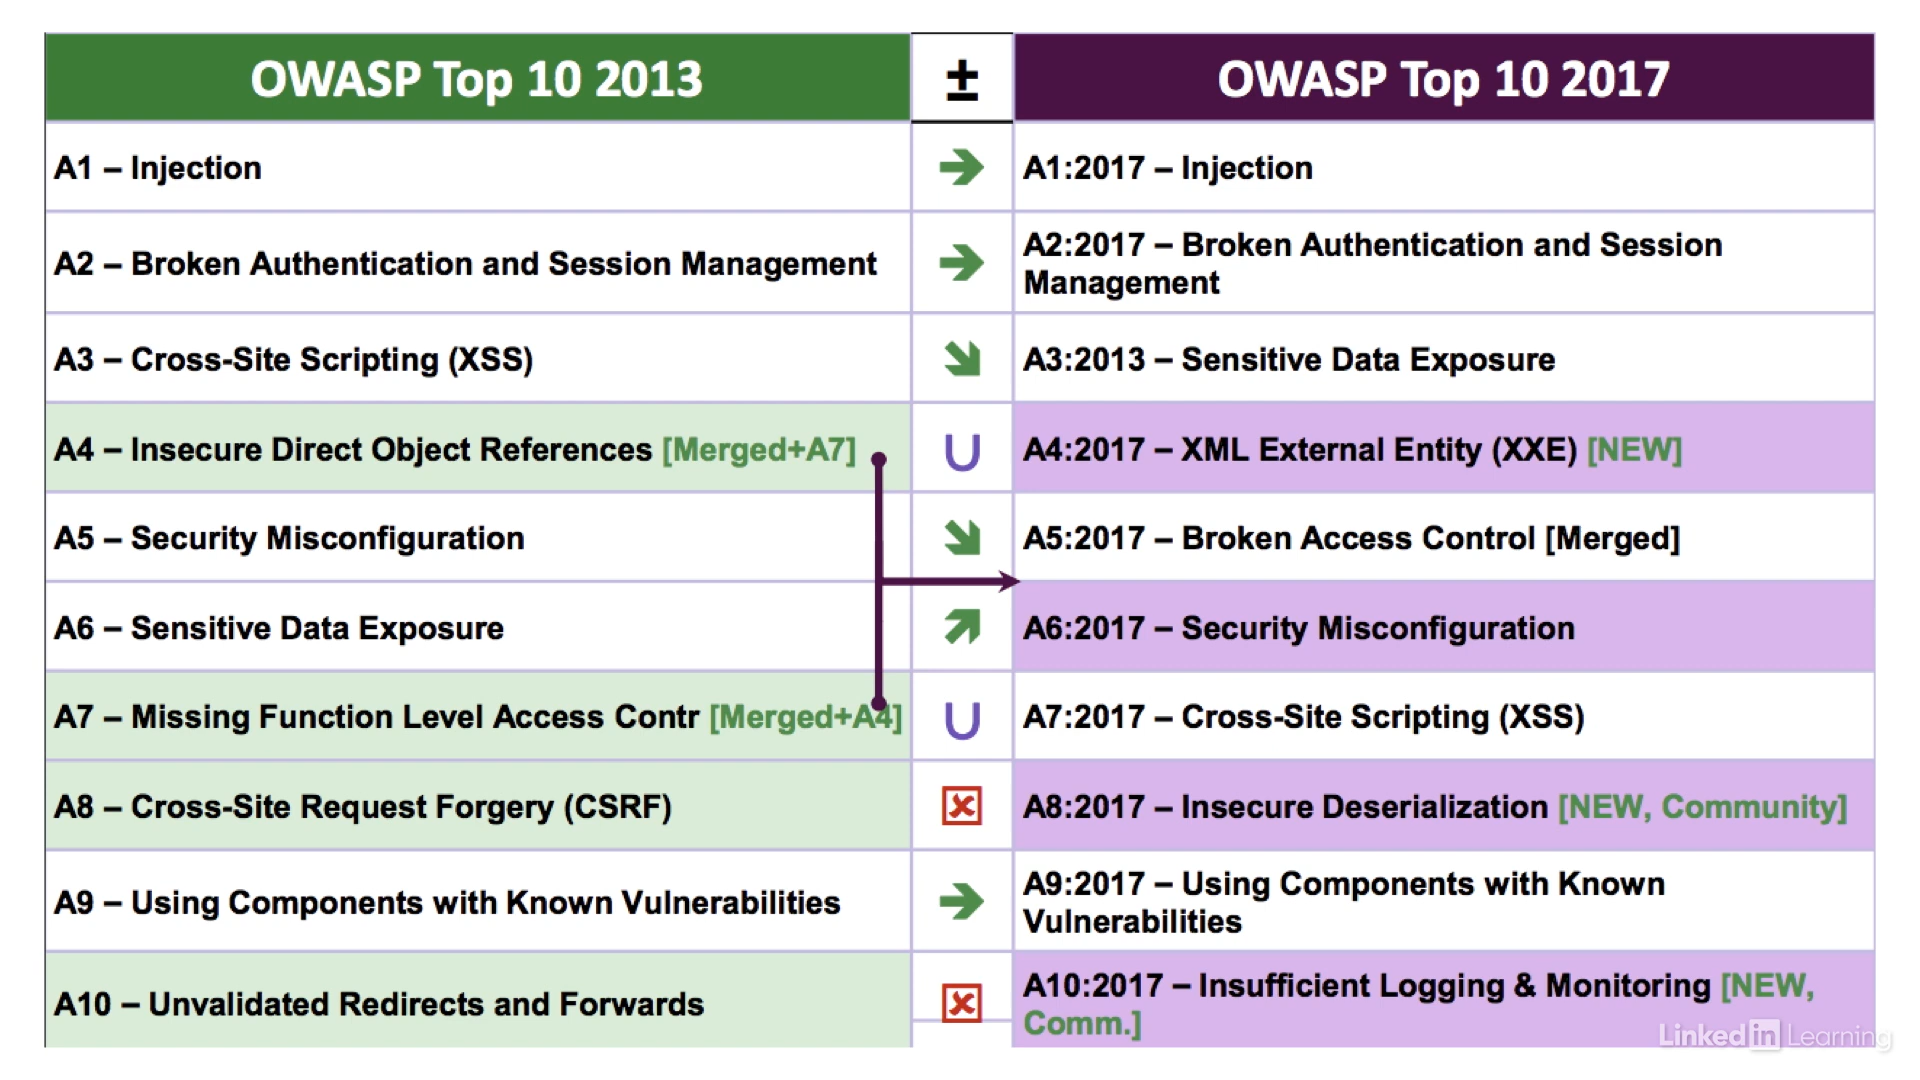 OWASP Top 10 2013 ± OWASP Top 10 2017
A1 – Injection
A1:2017 – Injection
A2 – Broken Authentication and Session Management
A2:2017 – Broken Authentication and Session
Management
A3 – Cross-Site Scripting (XSS)
A3:2013 – Sensitive Data Exposure
A4 – Insecure Direct Object References [Merged+A7]
U
A4:2017 – XML External Entity (XXE) [NEW]
A5 – Security Misconfiguration
A5:2017 – Broken Access Control [Merged]
A6 – Sensitive Data Exposure
A6:2017 – Security Misconfiguration
A7 – Missing Function Level Access Contr [Merged+A4]
U
A7:2017 – Cross-Site Scripting (XSS)
A8 – Cross-Site Request Forgery (CSRF)
A8:2017 – Insecure Deserialization [NEW, Community]
A9 – Using Components with Known Vulnerabilities
A9:2017 – Using Components with Known
Vulnerabilities
A10 – Unvalidated Redirects and Forwards
A10:2017 – Insufficient Logging & Monitoring [NEW,
Comm.]
Linked in Learning